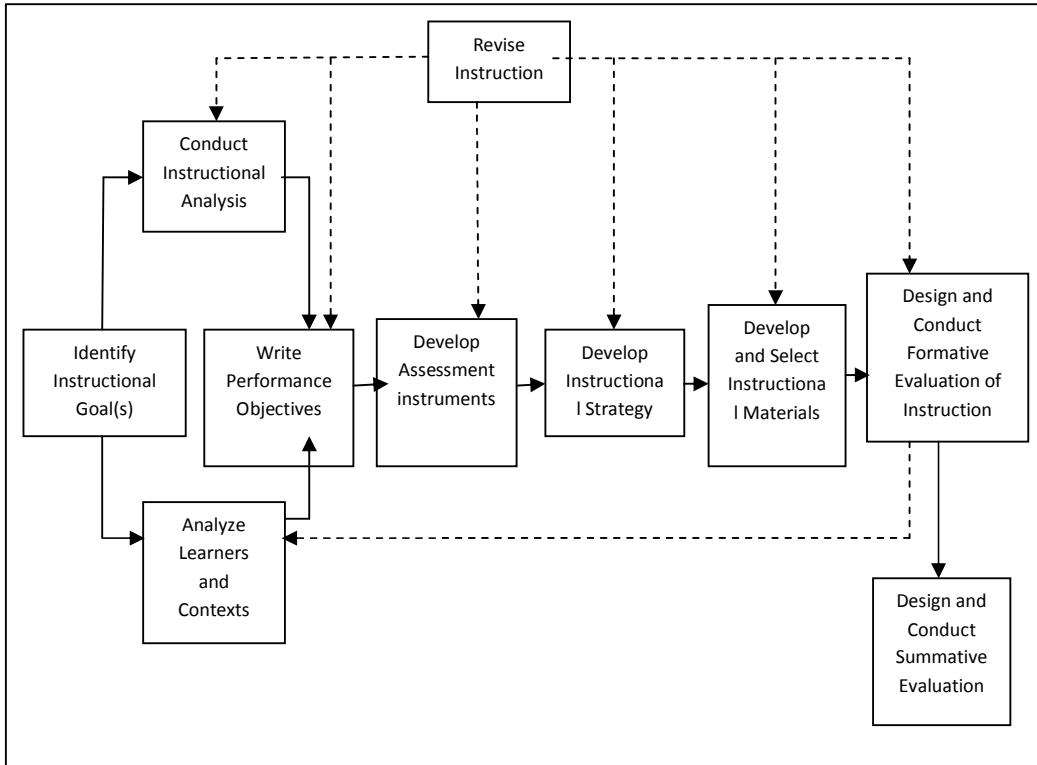 Revise
Instruction
Conduct
Instructional
Analysis
Identify
Instructional
Goal(s)
Write
Performance
Objectives
Develop
Assessment
instruments
Develop
Instructiona
l Strategy
Develop
and Select
Instructiona
l Materials
Design and
Conduct
Formative
Evaluation of
Instruction
Analyze
Learners
and
Contexts
Design and
Conduct
Summative
Evaluation